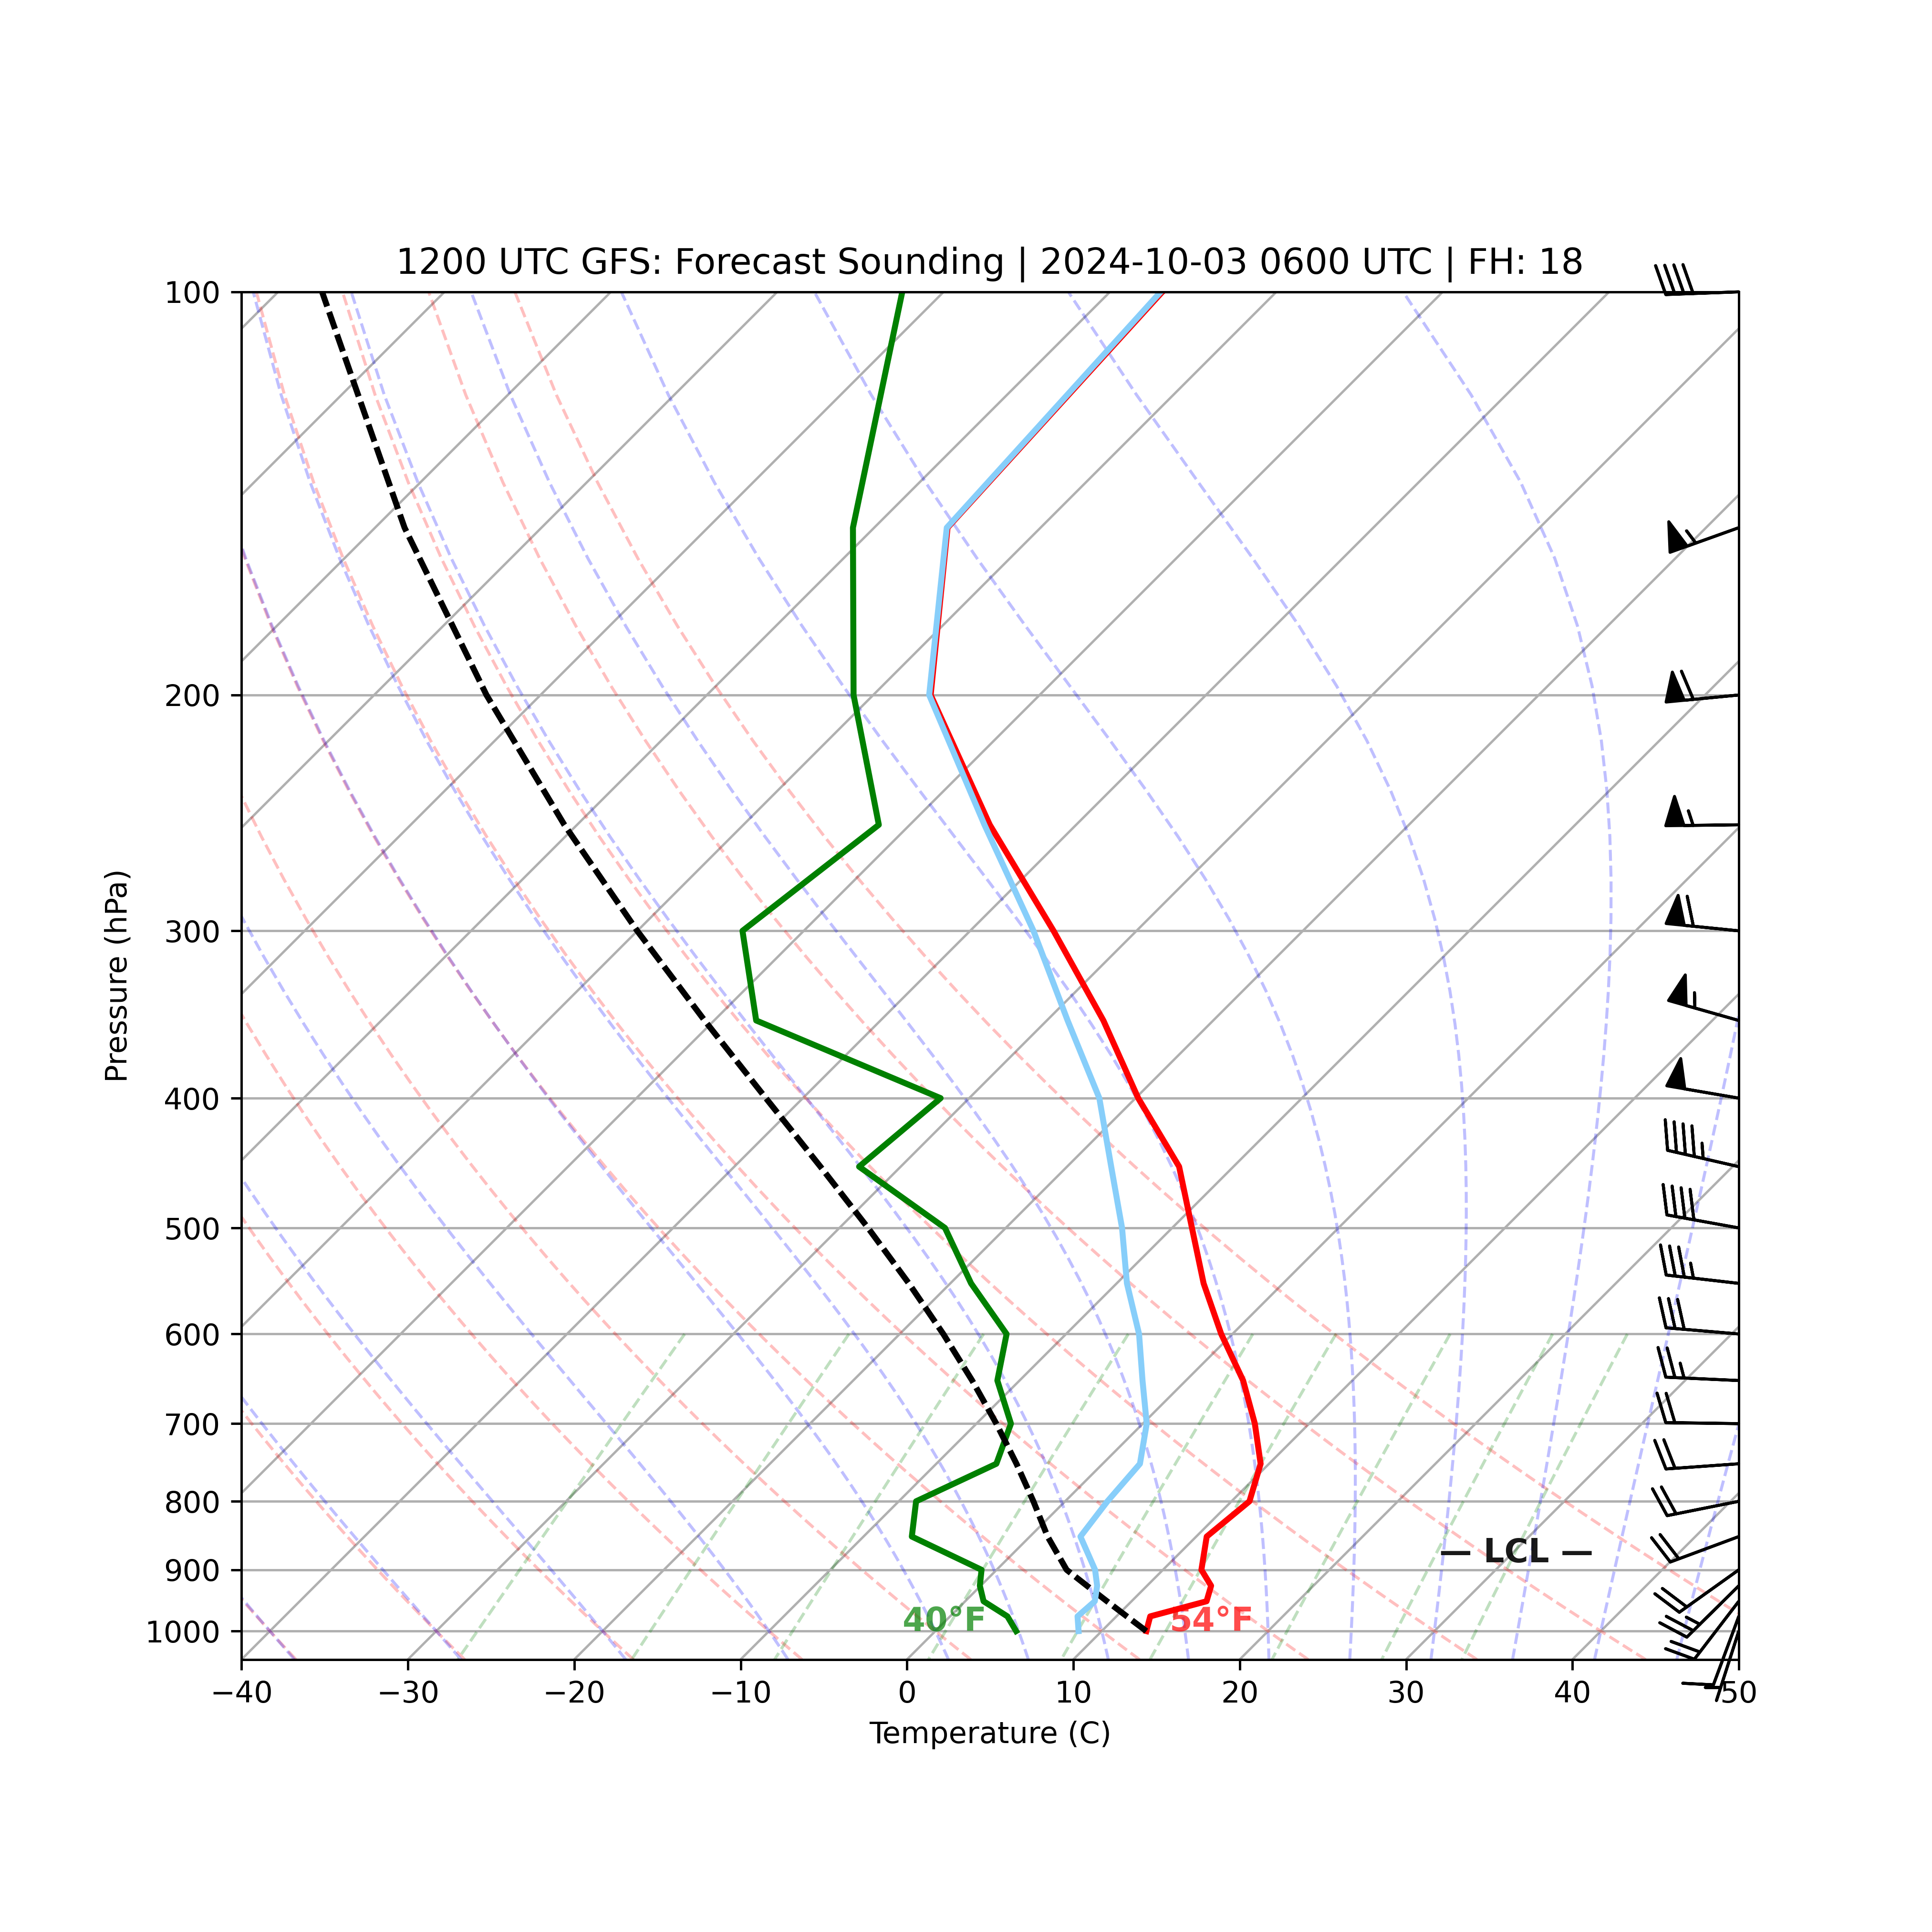 1200 UTC GFS: Forecast Sounding | 2024-10-03 0600 UTC | FH: 18
100
200
300
400
500
600
700
800
900
1000
Pressure (hPa)
— LCL —
40°F
54°F
−40 −30 −20 −10 0 10 20 30 40 50
Temperature (C)